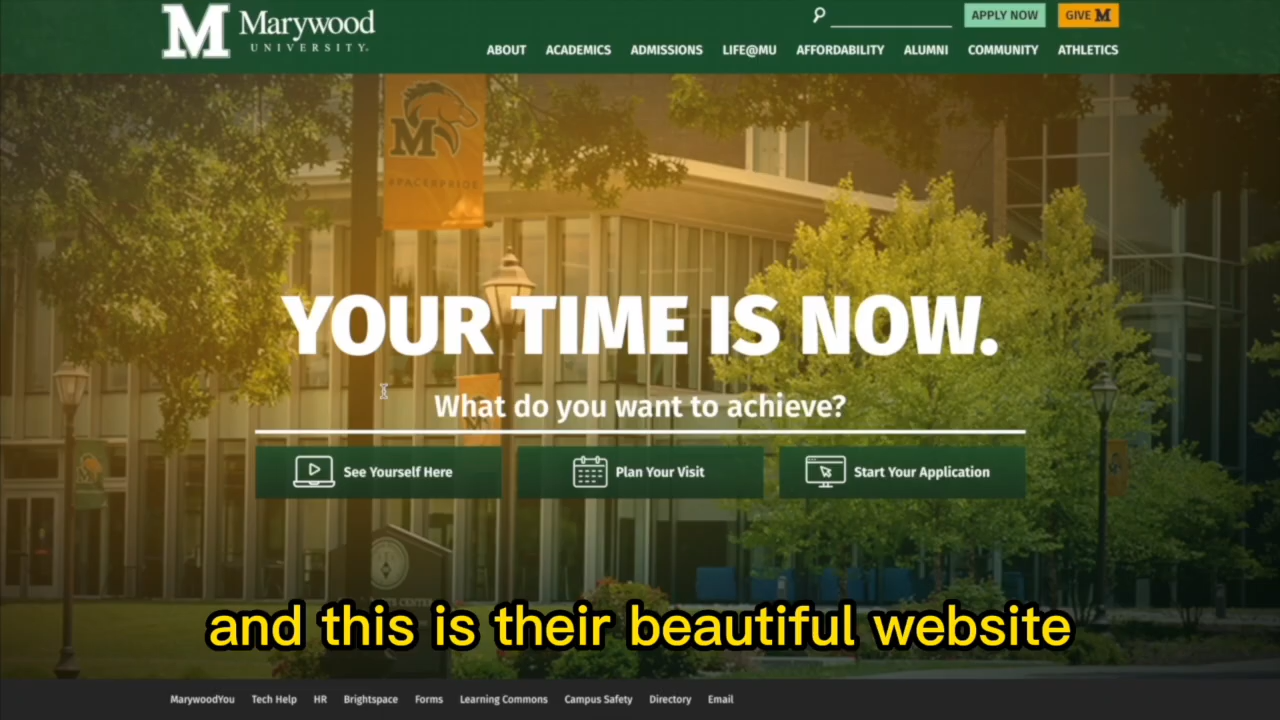 M Marywood
UNIVERSITY
APPLY NOW
GIVE M
ABOUT ACADEMICS ADMISSIONS LIFE@MU AFFORDABILITY ALUMNI COMMUNITY ATHLETICS
M
#PACERPRIDE
YOUR TIME IS NOW.
What do you want to achieve?
See Yourself Here
Plan Your Visit
Start Your Application
and this is their beautiful website
MarywoodYou Tech Help HR Brightspace Forms Learning Commons Campus Safety Directory Email